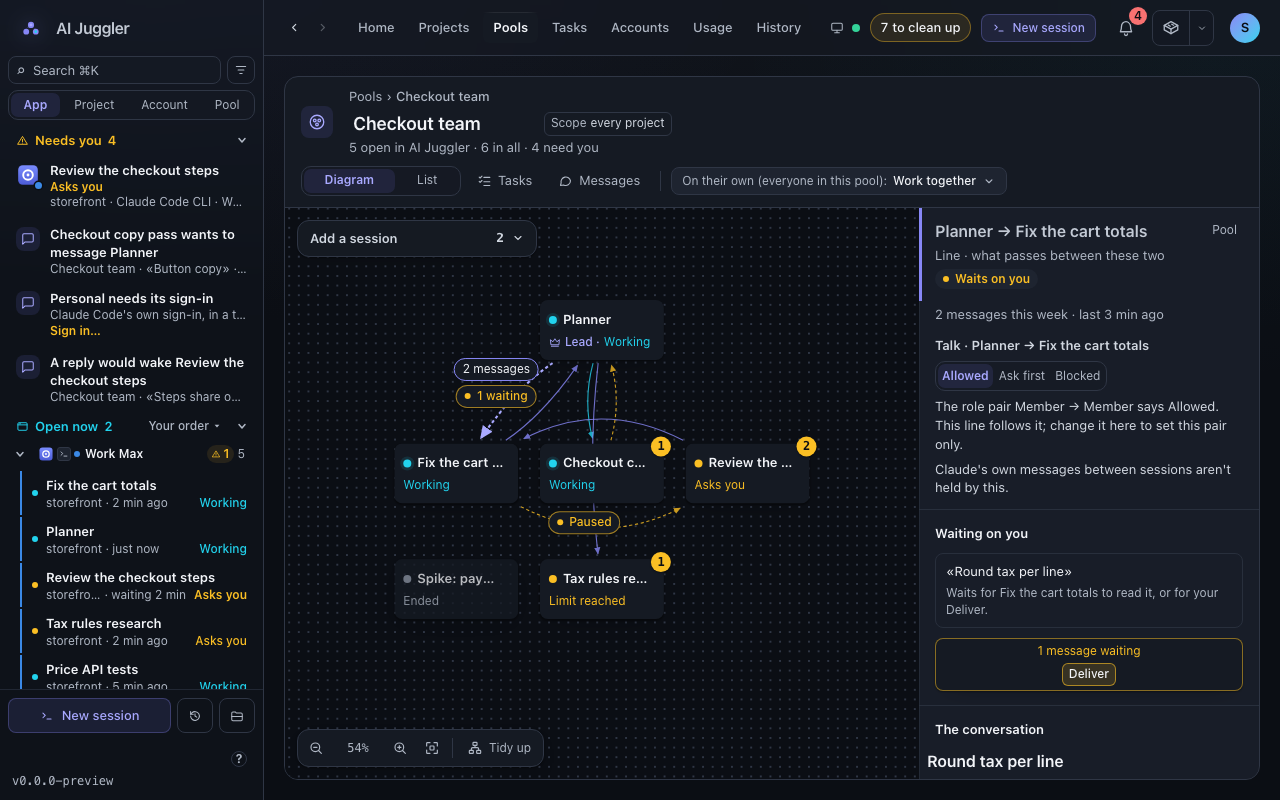 AI Juggler
Search ⌘K
App Project Account Pool
Needs you 4
Review the checkout steps
Asks you
storefront · Claude Code CLI · W...
Checkout copy pass wants to
message Planner
Checkout team · «Button copy» ·...
Personal needs its sign-in
Claude Code's own sign-in, in a t...
Sign in...
A reply would wake Review the
checkout steps
Checkout team · «Steps share o...
Open now 2 Your order
Work Max 1 5
Fix the cart totals
storefront · 2 min ago Working
Planner
storefront · just now Working
Review the checkout steps
storefro... · waiting 2 min Asks you
Tax rules research
storefront · 2 min ago Asks you
Price API tests
storefront · 5 min ago Working
New session
?
v0.0.0-preview
Home Projects Pools Tasks Accounts Usage History
7 to clean up
New session
4
S
Pools › Checkout team
Checkout team
Scope every project
5 open in AI Juggler · 6 in all · 4 need you
Diagram List Tasks Messages
On their own (everyone in this pool): Work together
Add a session 2
Planner
Lead · Working
2 messages
1 waiting
Fix the cart ...
Working
1
Checkout c...
Working
2
Review the ...
Asks you
Paused
Spike: pay...
Ended
1
Tax rules re...
Limit reached
54%
Tidy up
Planner → Fix the cart totals
Pool
Line · what passes between these two
Waits on you
2 messages this week · last 3 min ago
Talk · Planner → Fix the cart totals
Allowed Ask first Blocked
The role pair Member → Member says Allowed.
This line follows it; change it here to set this pair
only.
Claude's own messages between sessions aren't
held by this.
Waiting on you
«Round tax per line»
Waits for Fix the cart totals to read it, or for your
Deliver.
1 message waiting
Deliver
The conversation
Round tax per line